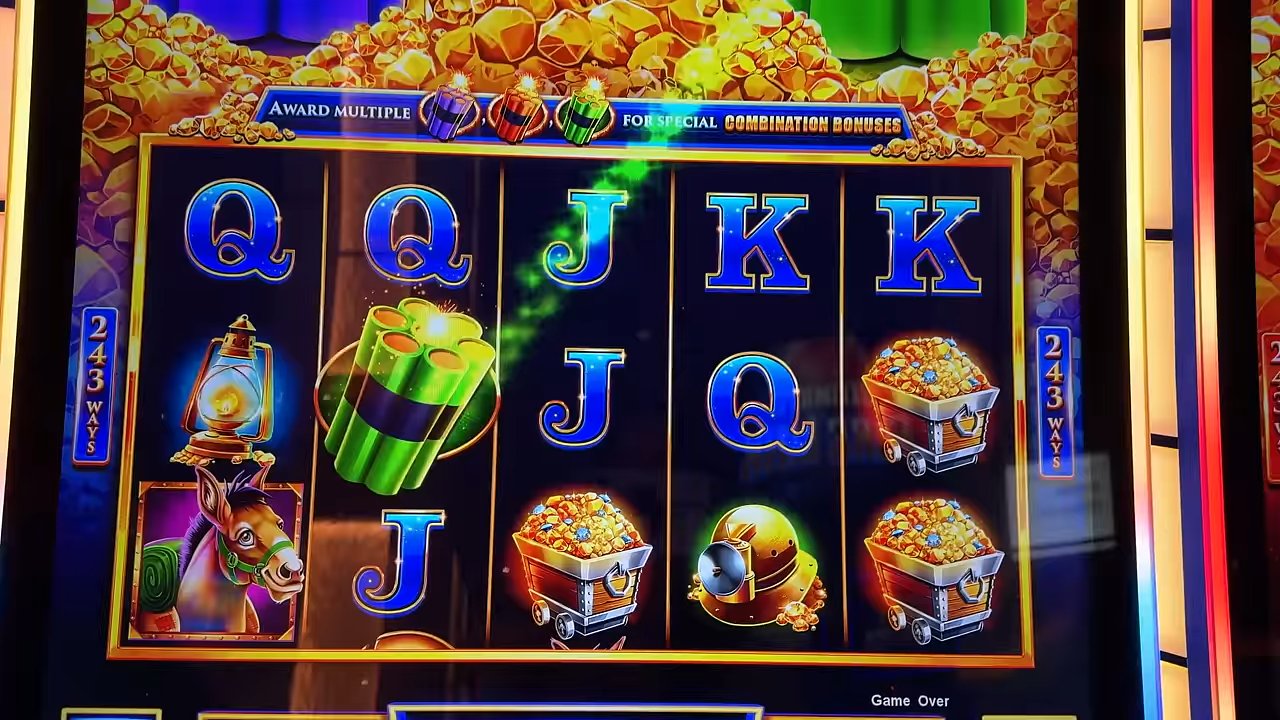 AWARD MULTIPLE , FOR SPECIAL COMBINATION BONUSES
Q Q J K K
243 WAYS
J Q
243 WAYS
J
Game Over